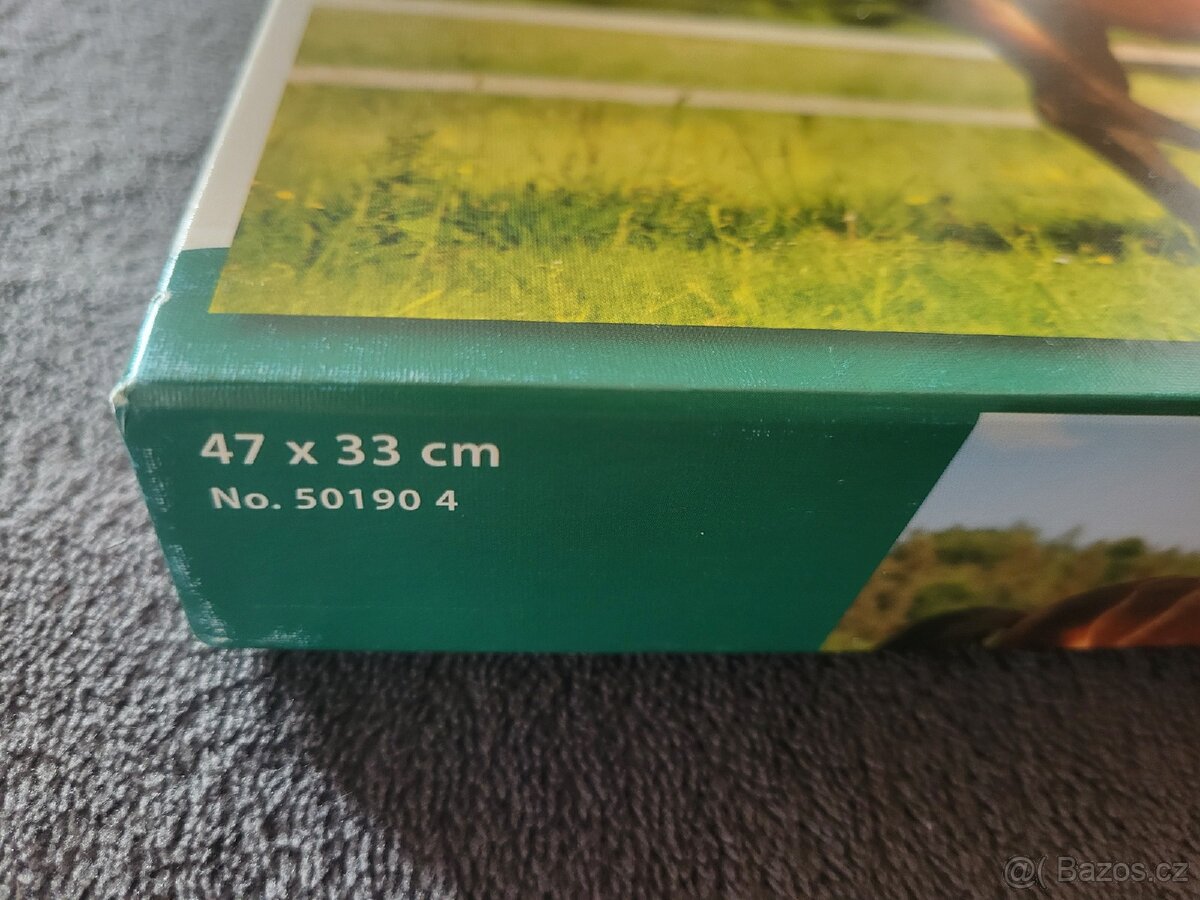 47 x 33 cm
No. 50190 4
@( Bazos.cz